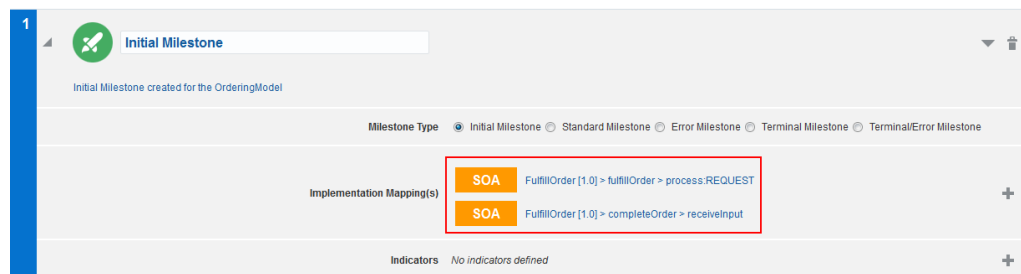 1
Initial Milestone
Initial Milestone created for the OrderingModel
Milestone Type Initial Milestone Standard Milestone Error Milestone Terminal Milestone Terminal/Error Milestone
Implementation Mapping(s)
SOA FulfillOrder [1.0] > fulfillOrder > process:REQUEST
SOA FulfillOrder [1.0] > completeOrder > receiveInput
Indicators No indicators defined